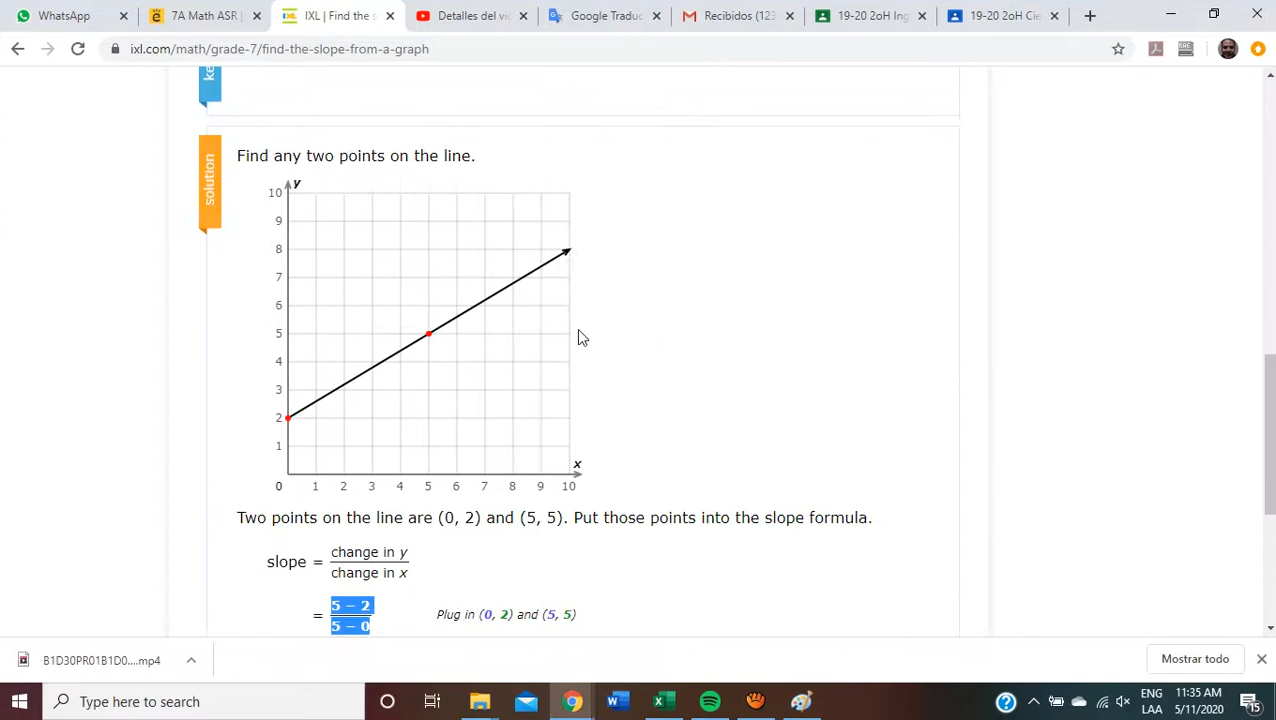 WhatsApp
7A Math ASR
IXL | Find the s
Detalles del vid
Google Traduc
Recibidos (123
19-20 2oH Ing
19-20 2oH Cie
ixl.com/math/grade-7/find-the-slope-from-a-graph
solution
Find any two points on the line.
y
10
9
8
7
6
5
4
3
2
1
x
0 1 2 3 4 5 6 7 8 9 10
Two points on the line are (0, 2) and (5, 5). Put those points into the slope formula.
slope = change in y
change in x
= 5 − 2
5 − 0
Plug in (0, 2) and (5, 5)
B1D30PR01B1D0....mp4
Mostrar todo
Type here to search
ENG
LAA
11:35 AM
5/11/2020
15